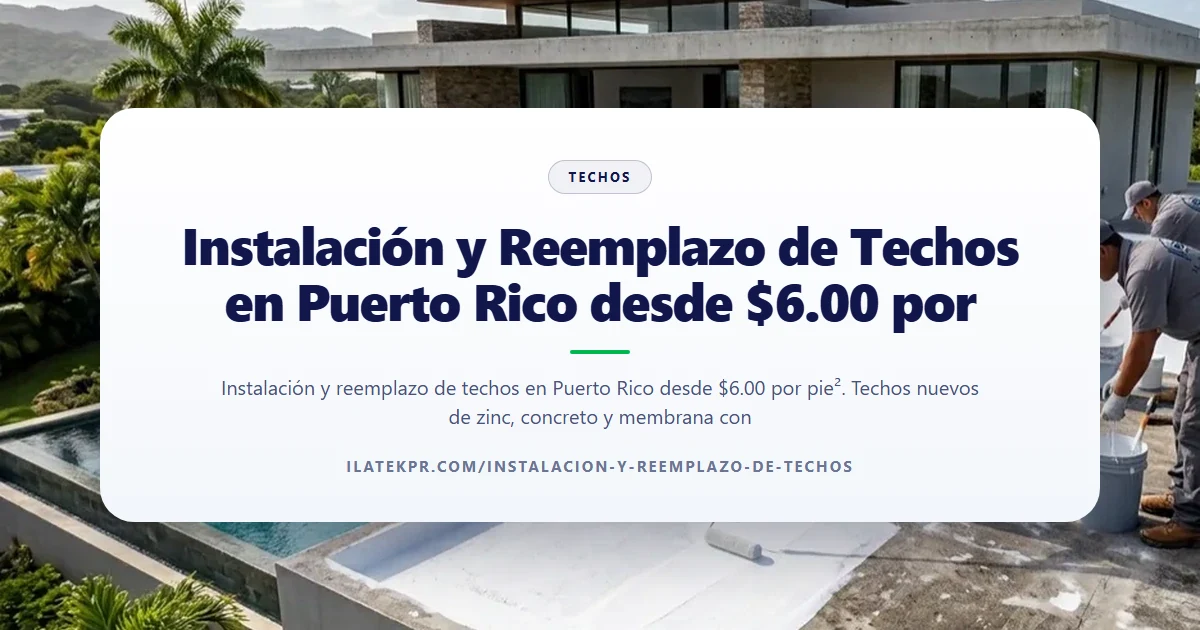 TECHOS
Instalación y Reemplazo de Techos
en Puerto Rico desde $6.00 por
Instalación y reemplazo de techos en Puerto Rico desde $6.00 por pie². Techos nuevos
de zinc, concreto y membrana con
ILATEKPR.COM/INSTALACION-Y-REEMPLAZO-DE-TECHOS